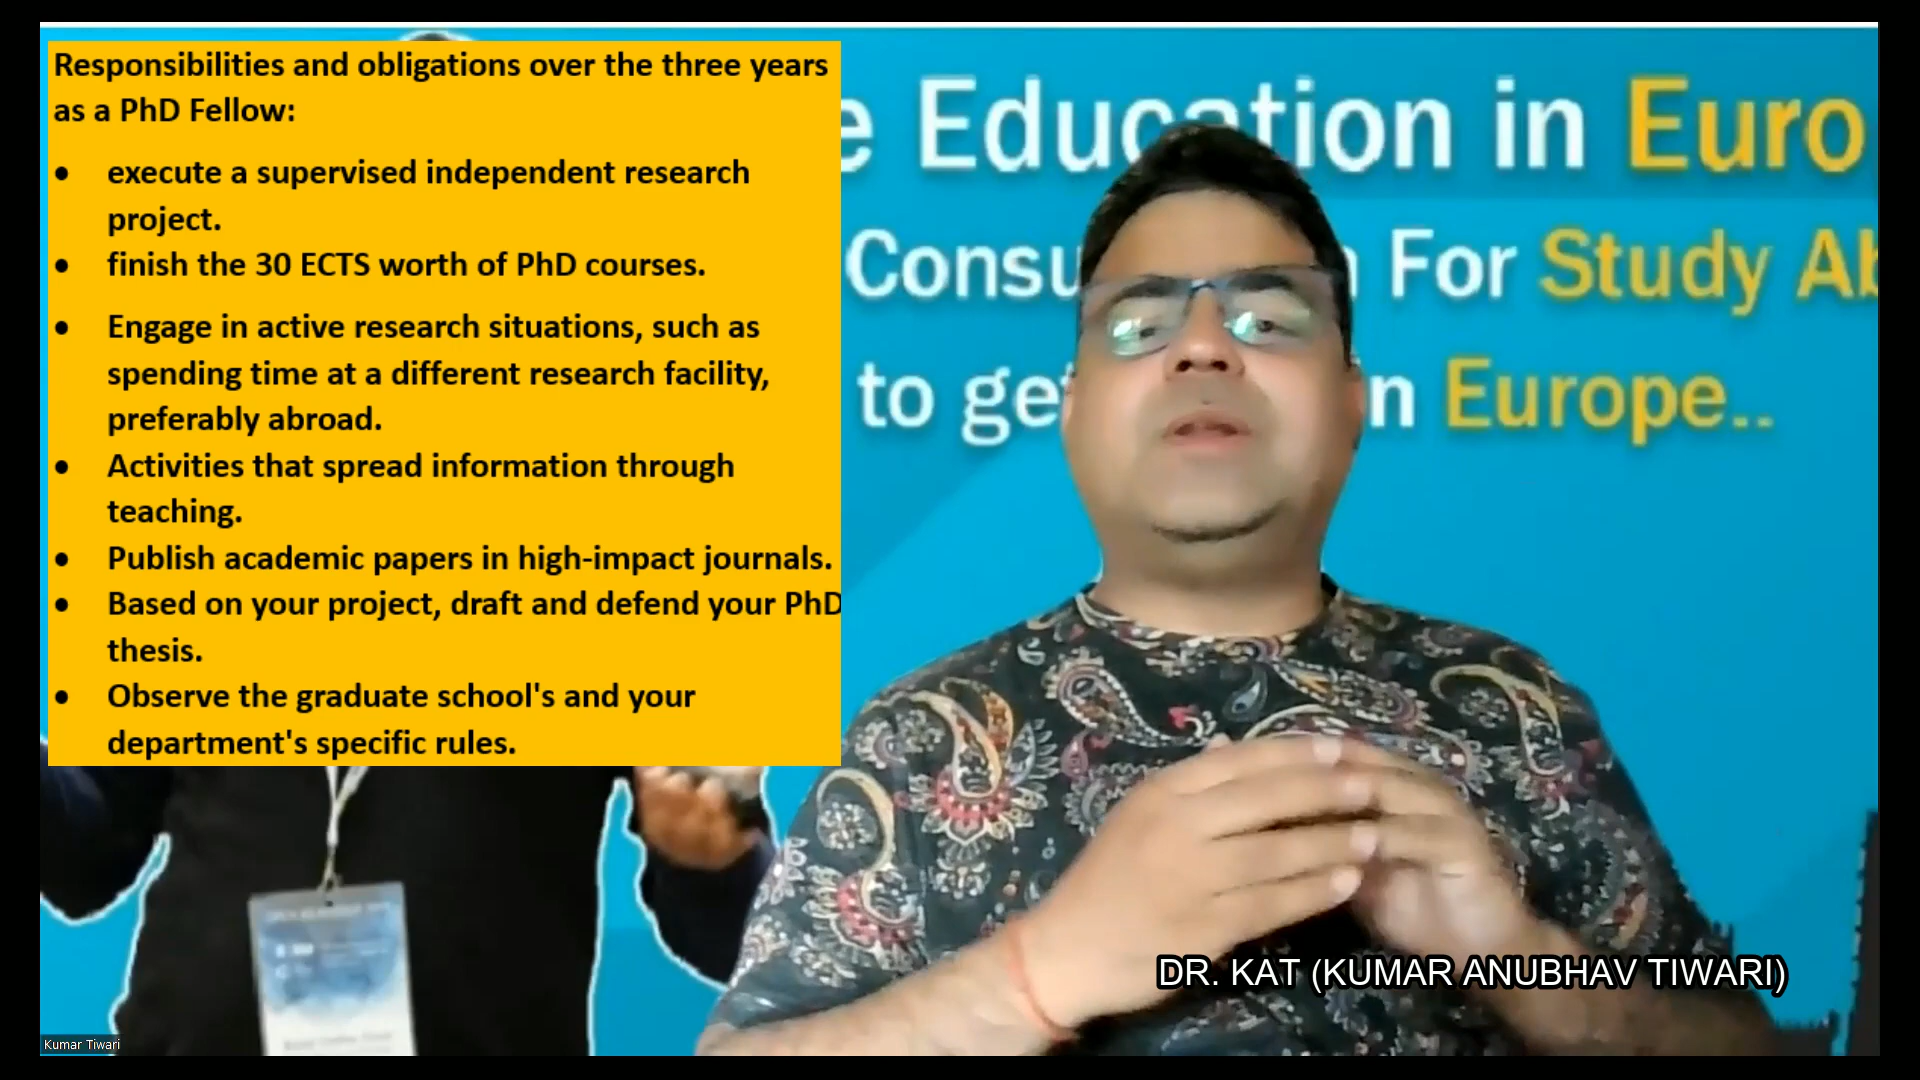 Responsibilities and obligations over the three years
as a PhD Fellow:
• execute a supervised independent research
project.
• finish the 30 ECTS worth of PhD courses.
• Engage in active research situations, such as
spending time at a different research facility,
preferably abroad.
• Activities that spread information through
teaching.
• Publish academic papers in high-impact journals.
• Based on your project, draft and defend your PhD
thesis.
• Observe the graduate school's and your
department's specific rules.
e Education in Euro
For Study Ab
to get in Europe..
DR. KAT (KUMAR ANUBHAV TIWARI)
Kumar Tiwari